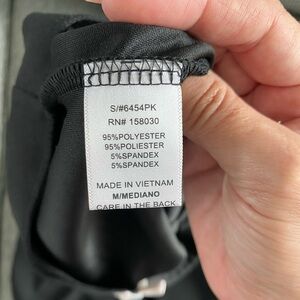 S/#6454PK
RN# 158030
95%POLYESTER
95%POLIESTER
5%SPANDEX
5%SPANDEX
MADE IN VIETNAM
M/MEDIANO
CARE IN THE BACK